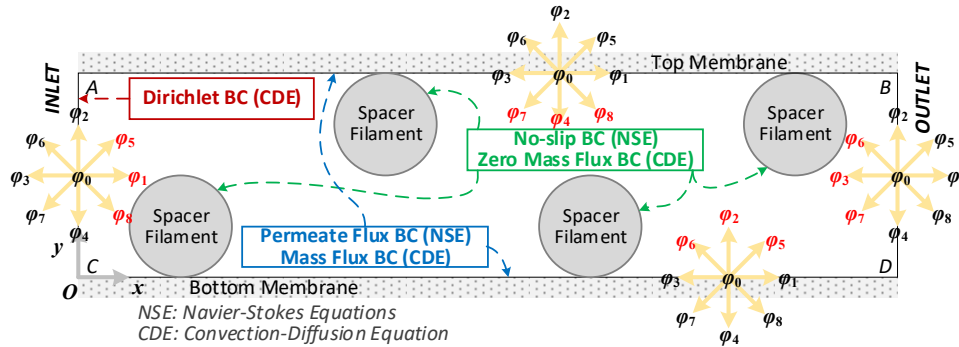 φ2
φ6
φ5
φ3
φ0
φ1
φ7
φ4
φ8
Top Membrane
INLET
A
Dirichlet BC (CDE)
φ2
φ6
φ5
φ3
φ0
φ1
φ7
φ8
φ4
Spacer
Filament
Spacer
Filament
No-slip BC (NSE)
Zero Mass Flux BC (CDE)
Spacer
Filament
Spacer
Filament
B
OUTLET
φ2
φ6
φ5
φ3
φ0
φ
φ7
φ8
φ4
Permeate Flux BC (NSE)
Mass Flux BC (CDE)
φ2
φ6
φ5
φ3
φ0
φ1
φ7
φ8
φ4
y
C
O
x
D
Bottom Membrane
NSE: Navier-Stokes Equations
CDE: Convection-Diffusion Equation